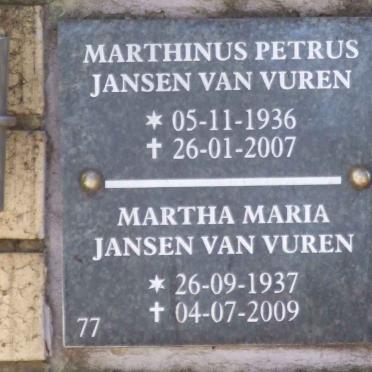 MARTHINUS PETRUS
JANSEN VAN VUREN
✶ 05-11-1936
✝ 26-01-2007
MARTHA MARIA
JANSEN VAN VUREN
✶ 26-09-1937
✝ 04-07-2009
77